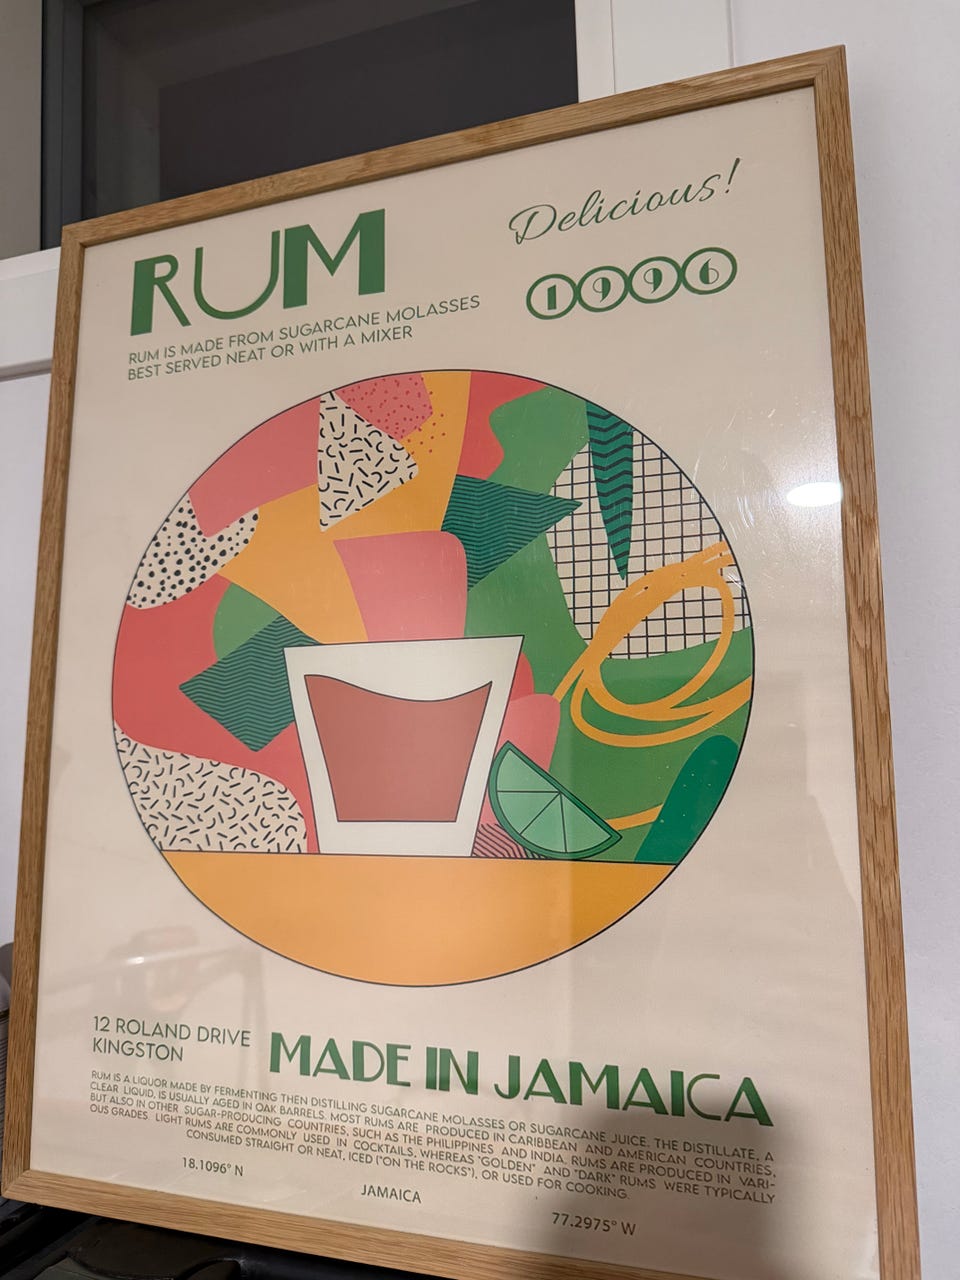 RUM
Delicious!
1996
RUM IS MADE FROM SUGARCANE MOLASSES
BEST SERVED NEAT OR WITH A MIXER
12 ROLAND DRIVE
KINGSTON
MADE IN JAMAICA
RUM IS A LIQUOR MADE BY FERMENTING THEN DISTILLING SUGARCANE MOLASSES OR SUGARCANE JUICE. THE DISTILLATE, A
CLEAR LIQUID, IS USUALLY AGED IN OAK BARRELS. MOST RUMS ARE PRODUCED IN CARIBBEAN AND AMERICAN COUNTRIES,
BUT ALSO IN OTHER SUGAR-PRODUCING COUNTRIES, SUCH AS THE PHILIPPINES AND INDIA. RUMS ARE PRODUCED IN VARI-
OUS GRADES. LIGHT RUMS ARE COMMONLY USED IN COCKTAILS, WHEREAS "GOLDEN" AND "DARK" RUMS WERE TYPICALLY
CONSUMED STRAIGHT OR NEAT, ICED ("ON THE ROCKS"), OR USED FOR COOKING.
18.1096° N
JAMAICA
77.2975° W